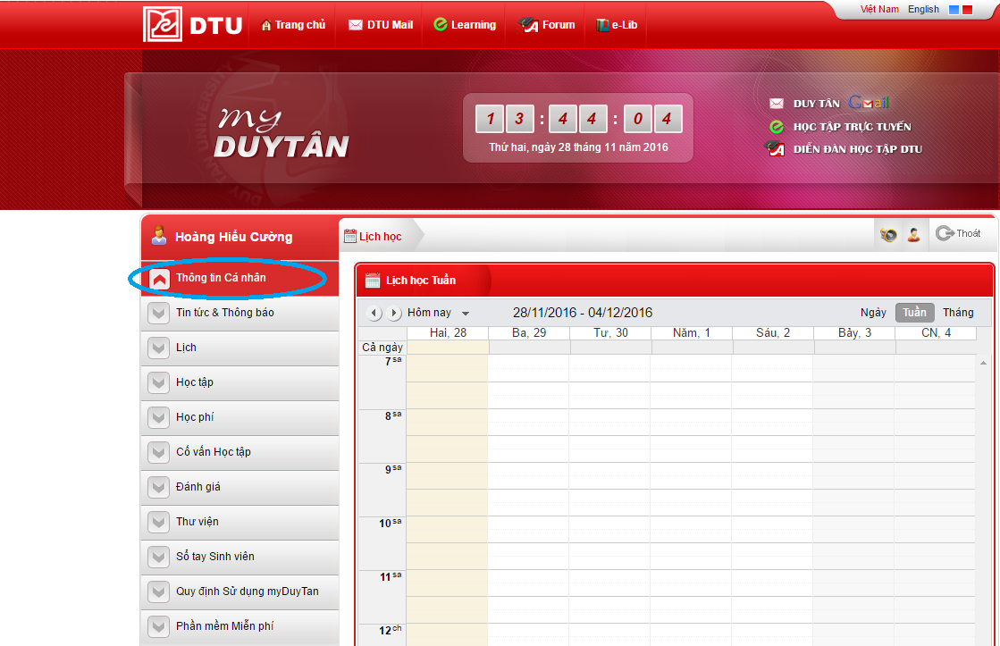 Việt Nam English
DTU Trang chủ DTU Mail Learning Forum e-Lib
my
DUYTÂN
13:44:04
Thứ hai, ngày 28 tháng 11 năm 2016
DUY TÂN Gmail
HỌC TẬP TRỰC TUYẾN
DIỄN ĐÀN HỌC TẬP DTU
Hoàng Hiếu Cường
Thông tin Cá nhân
Tin tức & Thông báo
Lịch
Học tập
Học phí
Cố vấn Học tập
Đánh giá
Thư viện
Sổ tay Sinh viên
Quy định Sử dụng myDuyTan
Phần mềm Miễn phí
Lịch học
Thoát
Lịch học Tuần
Hôm nay 28/11/2016 - 04/12/2016 Ngày Tuần Tháng
Hai, 28 Ba, 29 Tư, 30 Năm, 1 Sáu, 2 Bảy, 3 CN, 4
Cả ngày
7 sa
8 sa
9 sa
10 sa
11 sa
12 ch